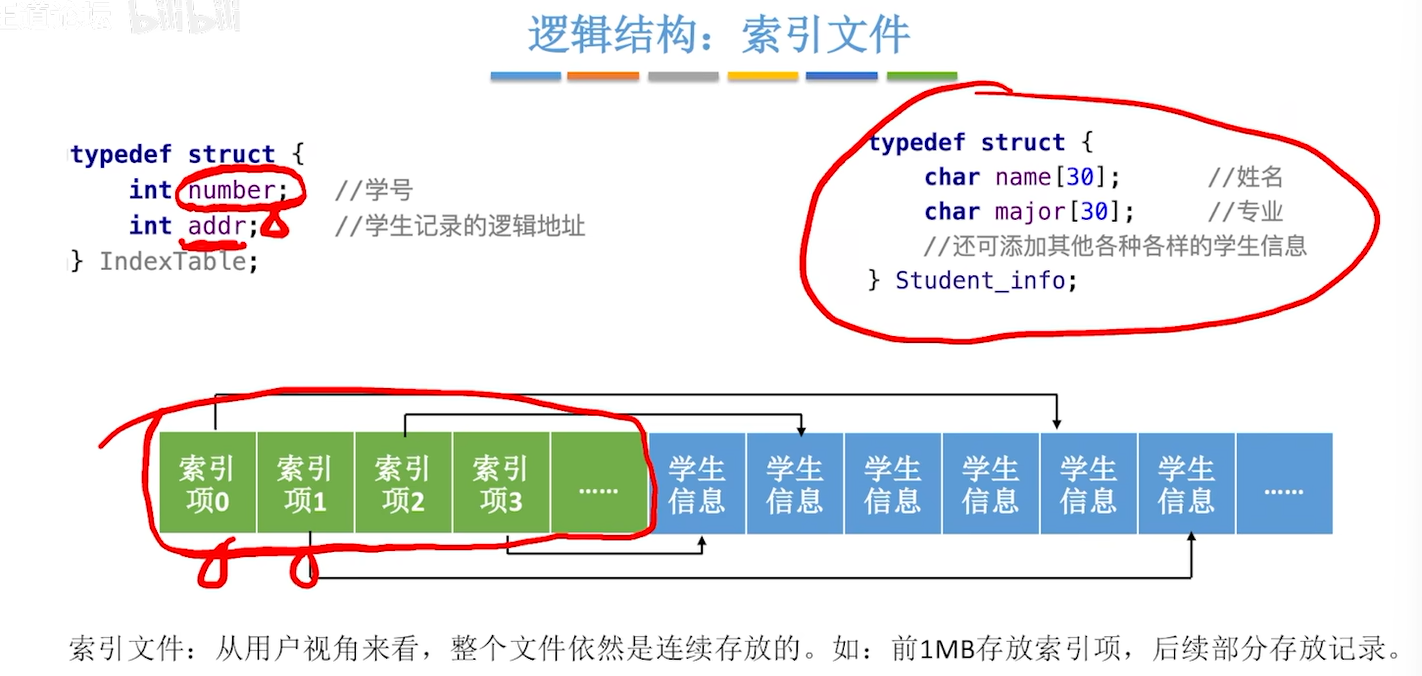 bilibili
逻辑结构：索引文件
typedef struct {
int number; //学号
int addr; //学生记录的逻辑地址
} IndexTable;
typedef struct {
char name[30]; //姓名
char major[30]; //专业
//还可添加其他各种各样的学生信息
} Student_info;
索引项0 索引项1 索引项2 索引项3 …… 学生信息 学生信息 学生信息 学生信息 学生信息 学生信息 ……
索引文件：从用户视角来看，整个文件依然是连续存放的。如：前1MB存放索引项，后续部分存放记录。